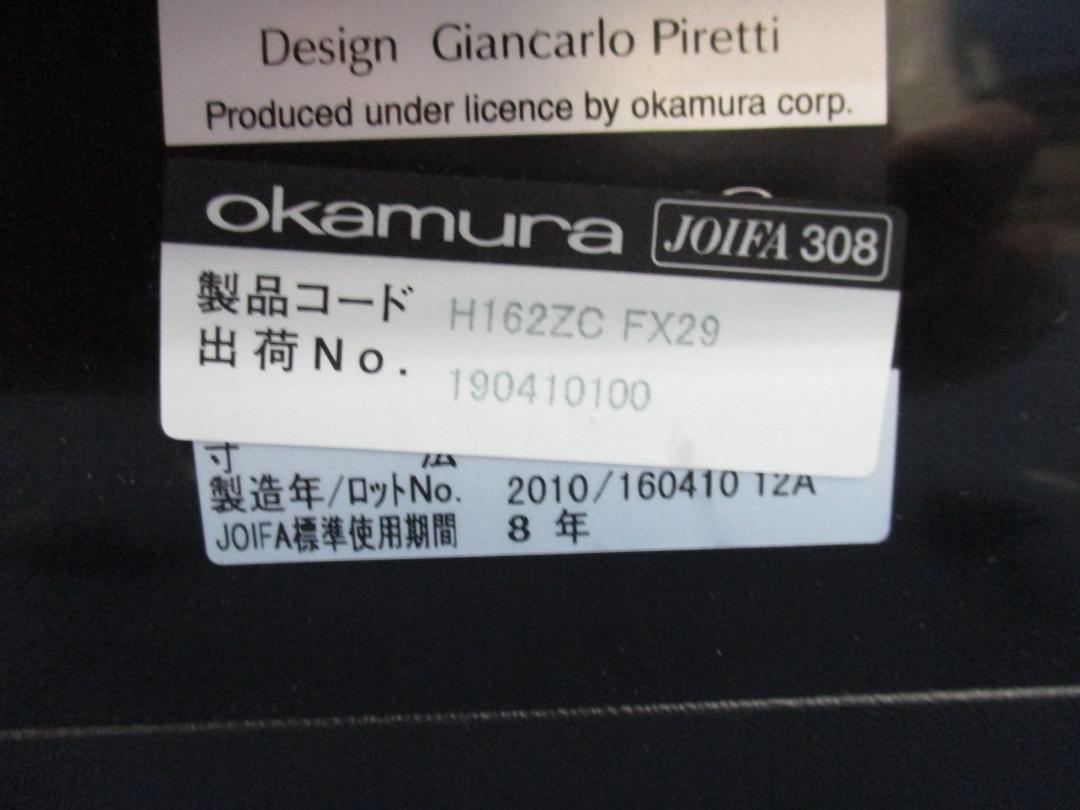 Design Giancarlo Piretti
Produced under licence by okamura corp.
okamura JOIFA 308
製品コード H162ZC FX29
出荷No. 190410100
寸 法
製造年/ロットNo. 2010/160410 12A
JOIFA標準使用期間 8 年